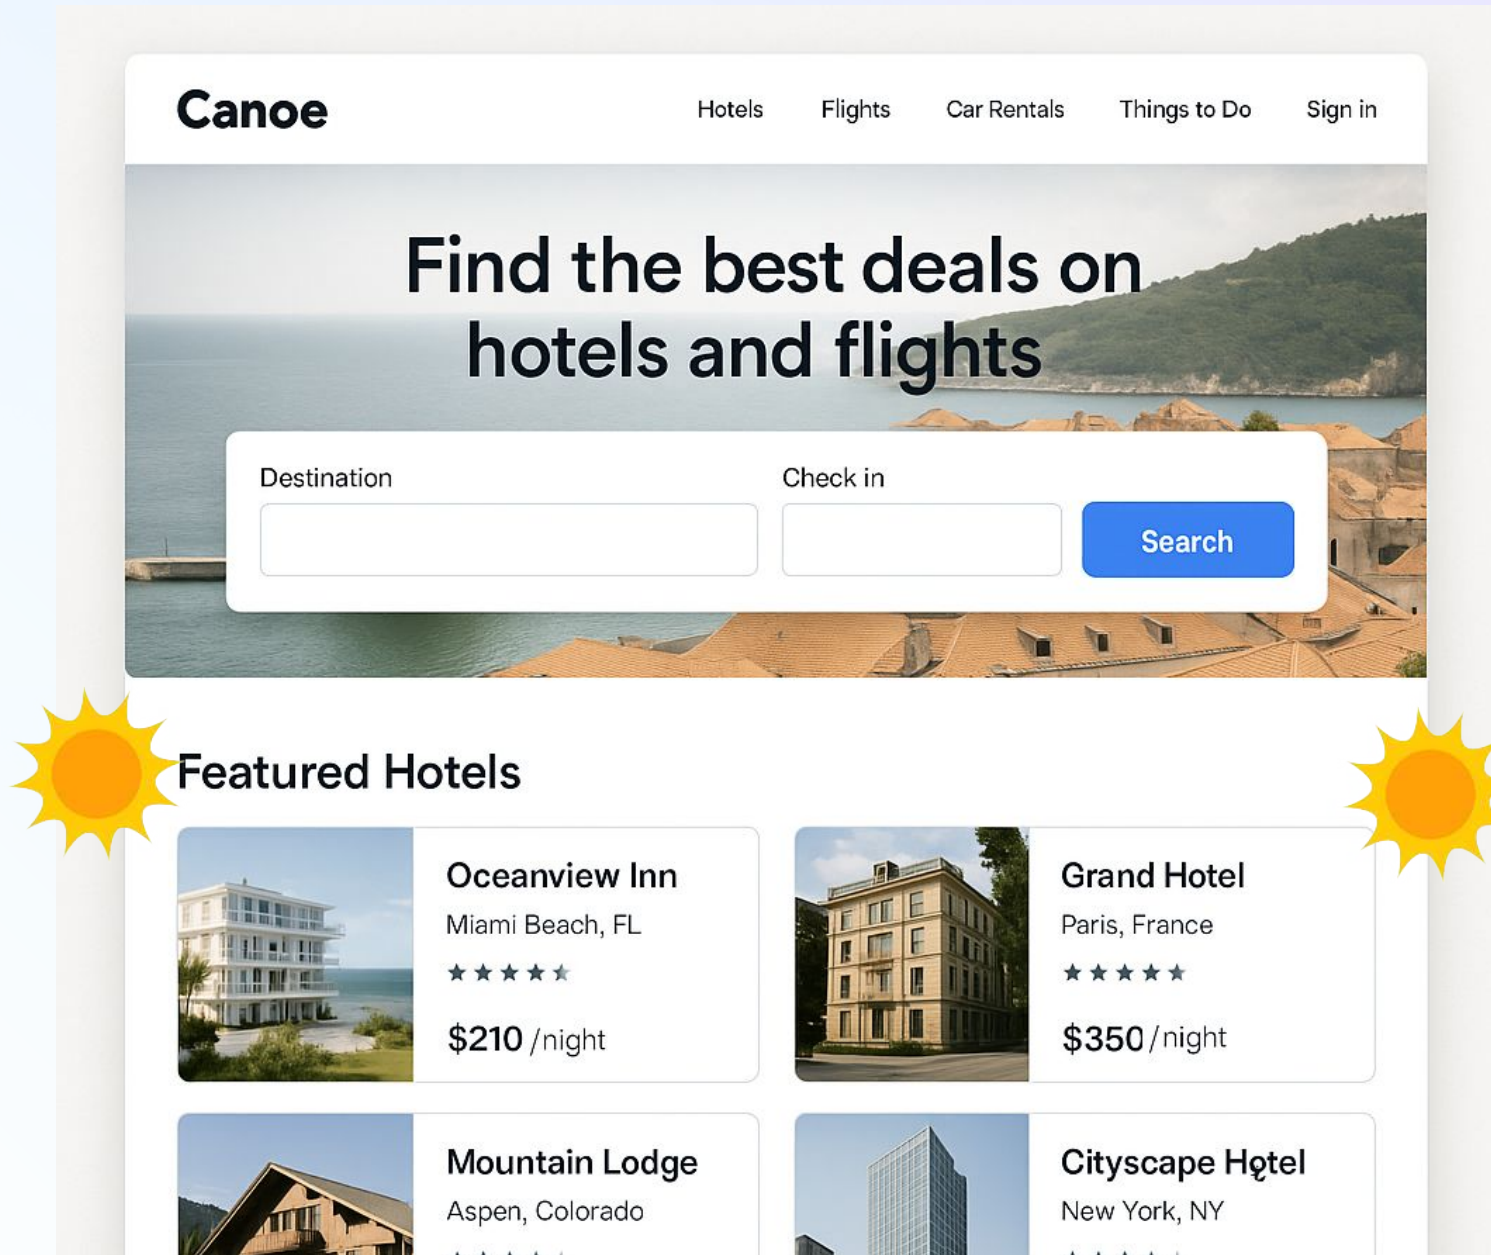 Canoe
Hotels Flights Car Rentals Things to Do Sign in
Find the best deals on
hotels and flights
Destination
Check in
Search
Featured Hotels
Oceanview Inn
Miami Beach, FL
$210 /night
Grand Hotel
Paris, France
$350/night
Mountain Lodge
Aspen, Colorado
Cityscape Hotel
New York, NY